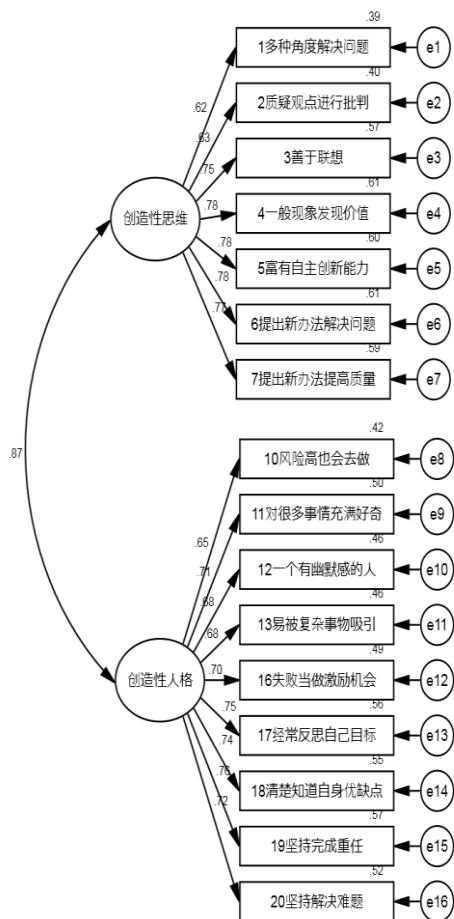 .39
1多种角度解决问题
e1
.62
.40
2质疑观点进行批判
e2
.63
.57
3善于联想
e3
.75
.61
4一般现象发现价值
e4
.78
创造性思维
.60
5富有自主创新能力
e5
.78
.61
6提出新办法解决问题
e6
.78
.59
7提出新办法提高质量
e7
.77
.87
.42
10风险高也会去做
e8
.65
.50
11对很多事情充满好奇
e9
.71
.46
12一个有幽默感的人
e10
.68
.46
13易被复杂事物吸引
e11
.68
创造性人格
.49
16失败当做激励机会
e12
.70
.56
17经常反思自己目标
e13
.75
.55
18清楚知道自身优缺点
e14
.74
.57
19坚持完成重任
e15
.76
.52
20坚持解决难题
e16
.72